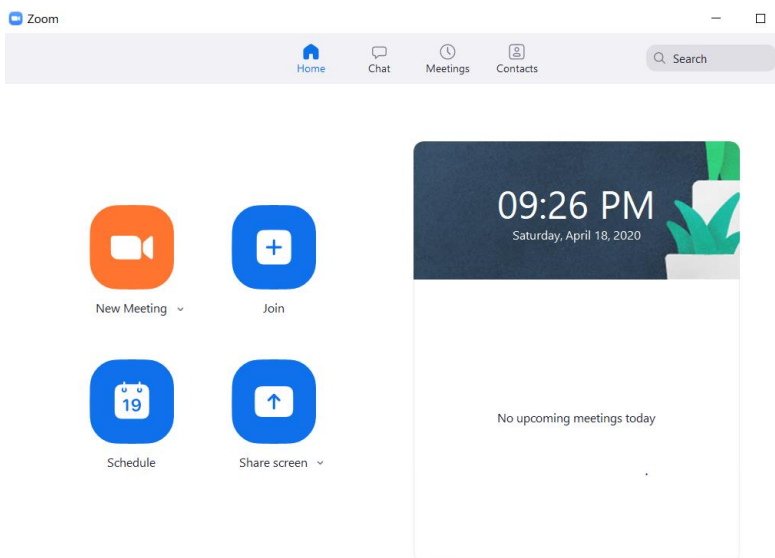 Zoom
Home Chat Meetings Contacts
Search
09:26 PM
Saturday, April 18, 2020
New Meeting
Join
19
Schedule
Share screen
No upcoming meetings today